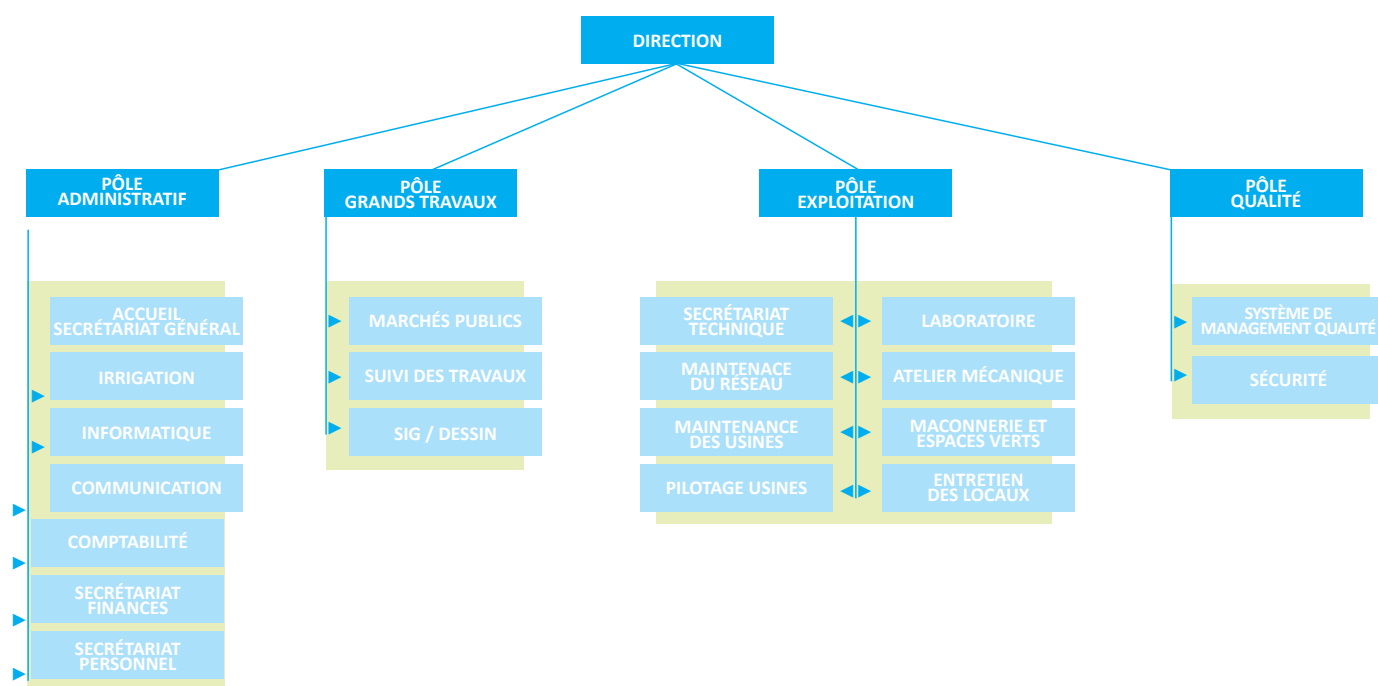 DIRECTION
PÔLE
ADMINISTRATIF
PÔLE
GRANDS TRAVAUX
PÔLE
EXPLOITATION
PÔLE
QUALITÉ
ACCUEIL
SECRÉTARIAT GÉNÉRAL
IRRIGATION
INFORMATIQUE
COMMUNICATION
COMPTABILITÉ
SECRÉTARIAT
FINANCES
SECRÉTARIAT
PERSONNEL
MARCHÉS PUBLICS
SUIVI DES TRAVAUX
SIG / DESSIN
SECRÉTARIAT
TECHNIQUE
MAINTENACE
DU RÉSEAU
MAINTENANCE
DES USINES
PILOTAGE USINES
LABORATOIRE
ATELIER MÉCANIQUE
MACONNERIE ET
ESPACES VERTS
ENTRETIEN
DES LOCAUX
SYSTÈME DE
MANAGEMENT QUALITÉ
SÉCURITÉ